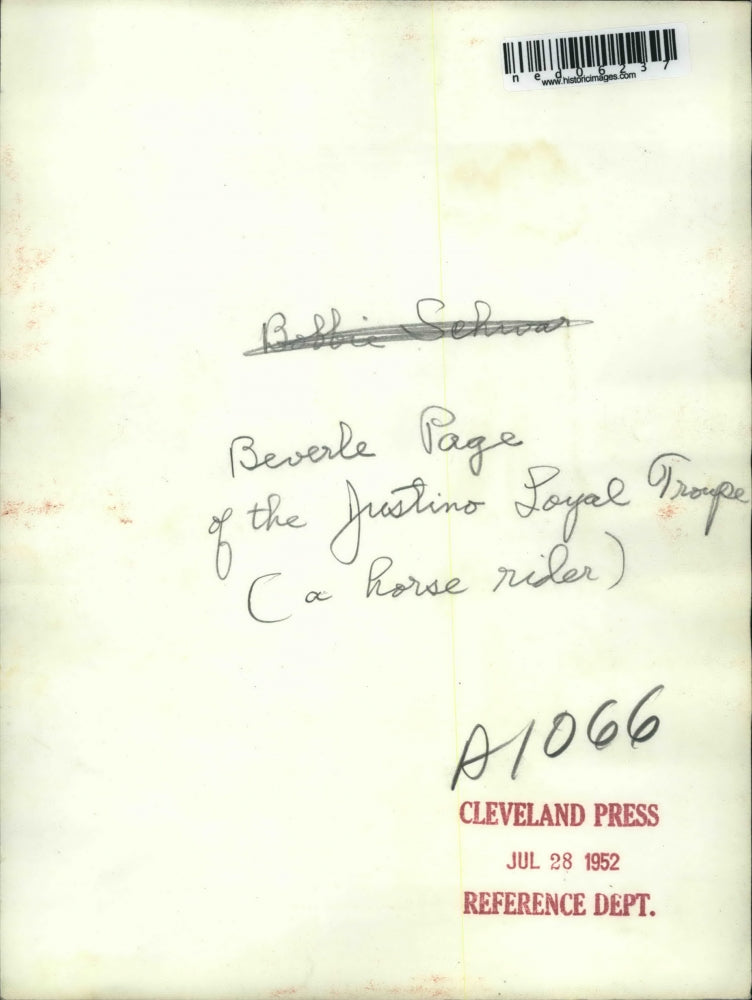 ned06237
www.historicimages.com
Bobbie Schwar
Beverle Page
of the Justino Loyal Troupe
(a horse rider)
A1066
CLEVELAND PRESS
JUL 28 1952
REFERENCE DEPT.